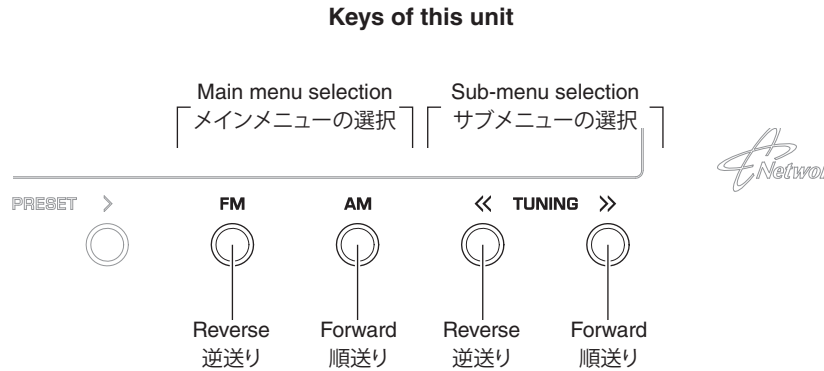 Keys of this unit
Main menu selection
メインメニューの選択
Sub-menu selection
サブメニューの選択
PRESET >
FM
AM
<< TUNING >>
Reverse
逆送り
Forward
順送り
Reverse
逆送り
Forward
順送り